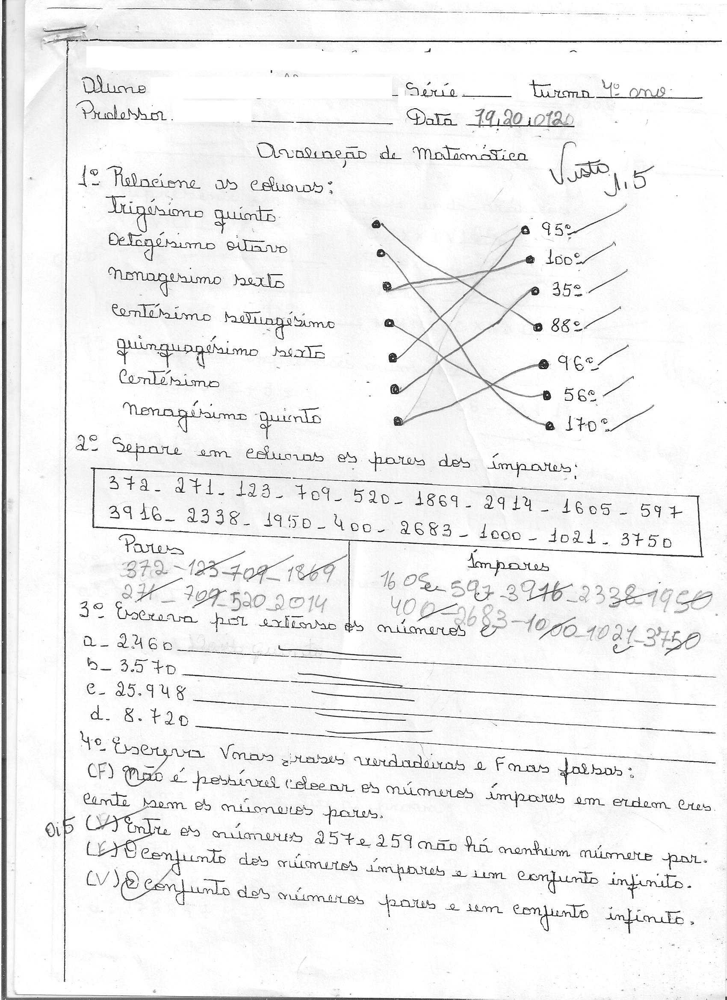 Aluno Série turma 4º ano
Professor. Data 19,20,0120
Avaliação de Matemática
Visto 1,5
1º Relacione as colunas:
Trigésimo quinto 95º
Octagésimo oitavo 100º
Nonagesimo sexto 35º
Centésimo setuagésimo 88º
quinquagésimo sexto 96º
Centésimo 56º
Nonagésimo quinto 170º
2º Separe em colunas os pares dos ímpares:
372 - 271 - 123 - 709 - 520 - 1869 - 2914 - 1605 - 597
3916 - 2338 - 1950 - 400 - 2683 - 1000 - 1021 - 3750
Pares Ímpares
372 - 123 - 709 - 1869
271 - 709 - 520 - 2014
1605 - 597 - 3916 - 2338 - 1950
400 - 2683 - 1000 - 1021 - 3750
3º Escreva por extenso os números
a - 2.460
b - 3.570
c - 25.948
d - 8.720
4º Escreva V nas frases verdadeiras e F nas falsas:
(F) Não é possível colocar os números ímpares em ordem cres
cente sem os números pares.
0,5 (V) Entre os números 257 e 259 não há nenhum número par.
(F) O conjunto dos números ímpares e um conjunto infinito.
(V) O conjunto dos números pares e um conjunto infinito.